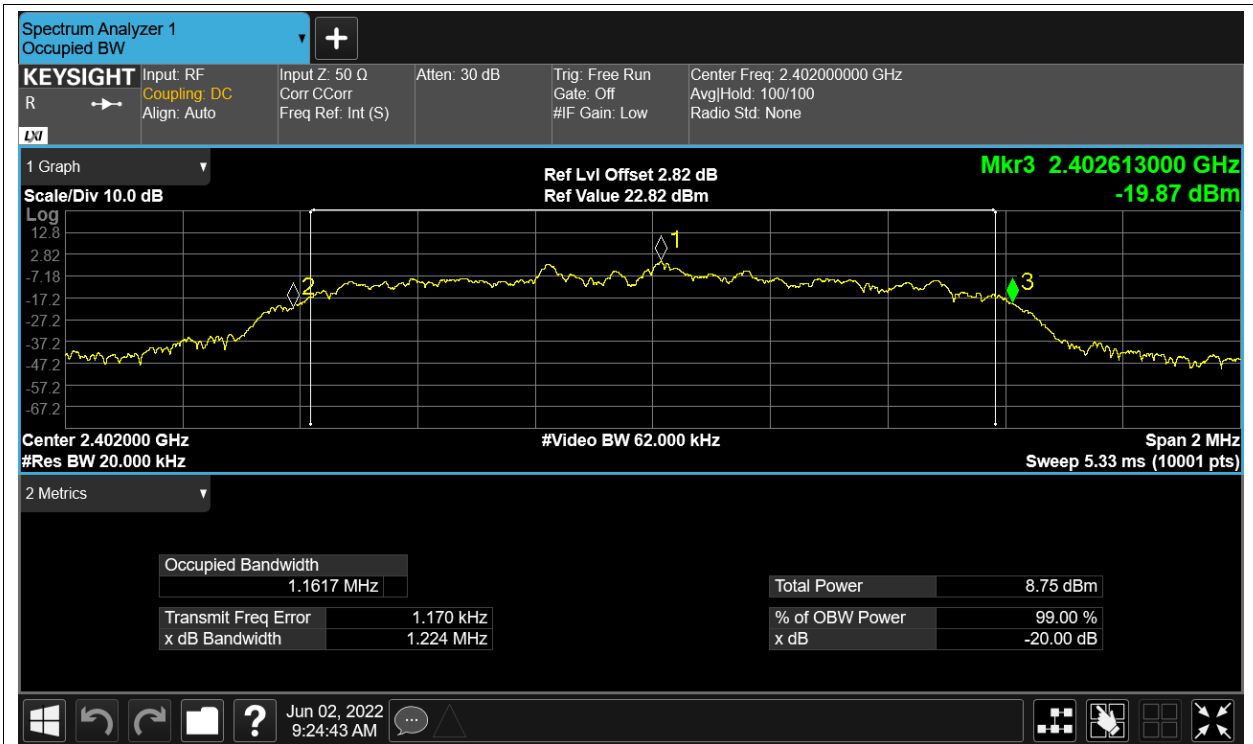 Spectrum Analyzer 1
Occupied BW
KEYSIGHT
R
LXI
Input: RF
Coupling: DC
Align: Auto
Input Z: 50 Ω
Corr CCorr
Freq Ref: Int (S)
Atten: 30 dB
Trig: Free Run
Gate: Off
#IF Gain: Low
Center Freq: 2.402000000 GHz
Avg|Hold: 100/100
Radio Std: None
1 Graph
Scale/Div 10.0 dB
Ref Lvl Offset 2.82 dB
Ref Value 22.82 dBm
Mkr3 2.402613000 GHz
-19.87 dBm
Log
12.8
2.82
-7.18
-17.2
-27.2
-37.2
-47.2
-57.2
-67.2
1
2
3
Center 2.402000 GHz
#Res BW 20.000 kHz
#Video BW 62.000 kHz
Span 2 MHz
Sweep 5.33 ms (10001 pts)
2 Metrics
Occupied Bandwidth
1.1617 MHz
Transmit Freq Error 1.170 kHz
x dB Bandwidth 1.224 MHz
Total Power 8.75 dBm
% of OBW Power 99.00 %
x dB -20.00 dB
?
Jun 02, 2022
9:24:43 AM